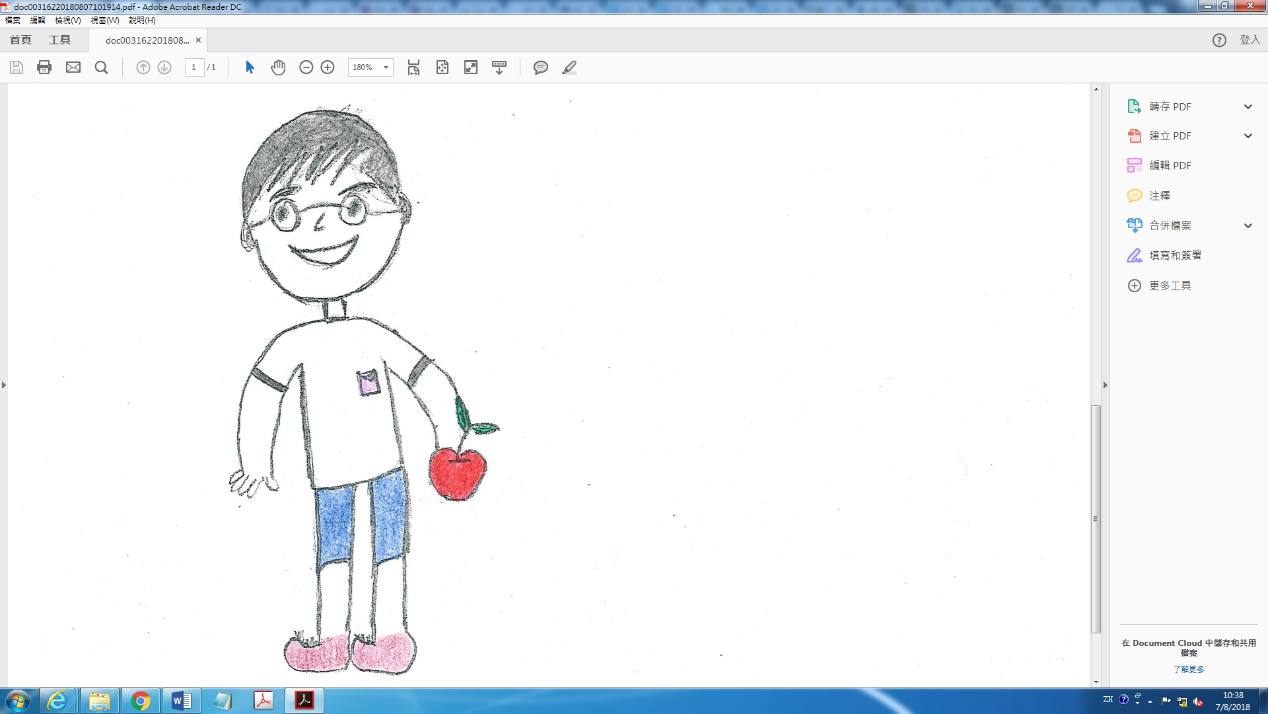 doc00316220180807101914.pdf - Adobe Acrobat Reader DC
檔案 編輯 檢視(V) 視窗(W) 說明(H)
首頁 工具 doc003162201808... × ? 登入
1 / 1 180%
轉存 PDF
建立 PDF
編輯 PDF
注釋
合併檔案
填寫和簽署
更多工具
在 Document Cloud 中儲存和共用
檔案
了解更多
ZH 10:38
7/8/2018